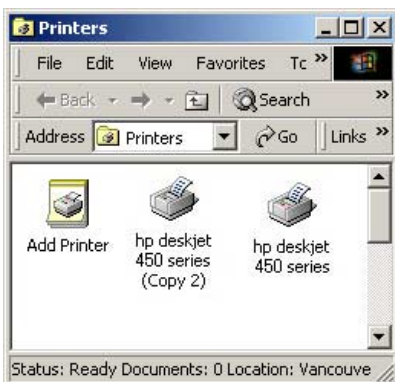 Printers
File Edit View Favorites Tc »
Back Search »
Address Printers Go Links »
Add Printer
hp deskjet
450 series
(Copy 2)
hp deskjet
450 series
Status: Ready Documents: 0 Location: Vancouve